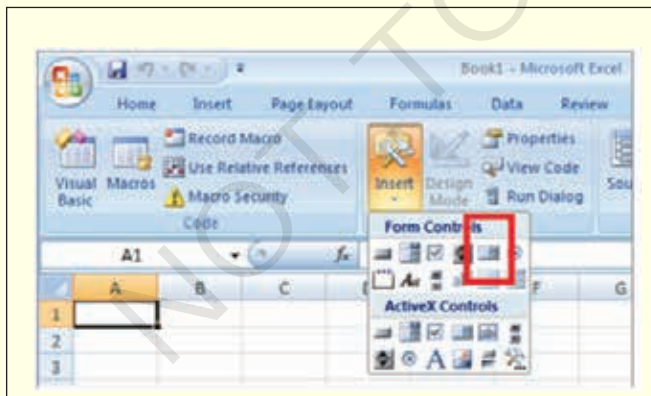 Book1 - Microsoft Excel
Home Insert Page Layout Formulas Data Review
Record Macro
Use Relative References
Macro Security
Visual Basic
Macros
Code
Insert
Design Mode
Properties
View Code
Run Dialog
Form Controls
ActiveX Controls
A1
fx
A B C F G
1
2
3